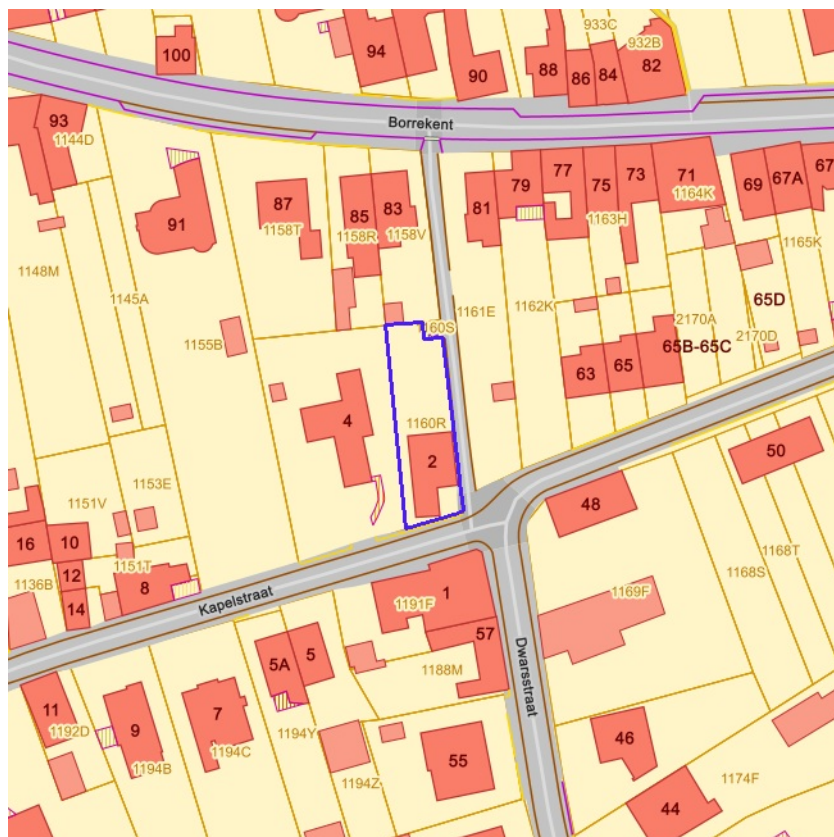 933C
932B
100
94
90
88
86
84
82
Borrekent
93
1144D
91
87
1158T
85
1158R
83
1158V
81
79
77
75
73
71
1164K
69
67A
67
1163H
1165K
1148M
1145A
1155B
1161E
1162K
160S
2170A
2170D
65D
65B-65C
63
65
4
1160R
2
50
48
1151V
1153E
16
10
12
14
1151T
8
1136B
Kapelstraat
1
1191F
57
1188M
Dwarsstraat
1169F
1168S
1168T
5A
5
11
1192D
9
1194B
7
1194C
1194Y
1194Z
55
46
44
1174F